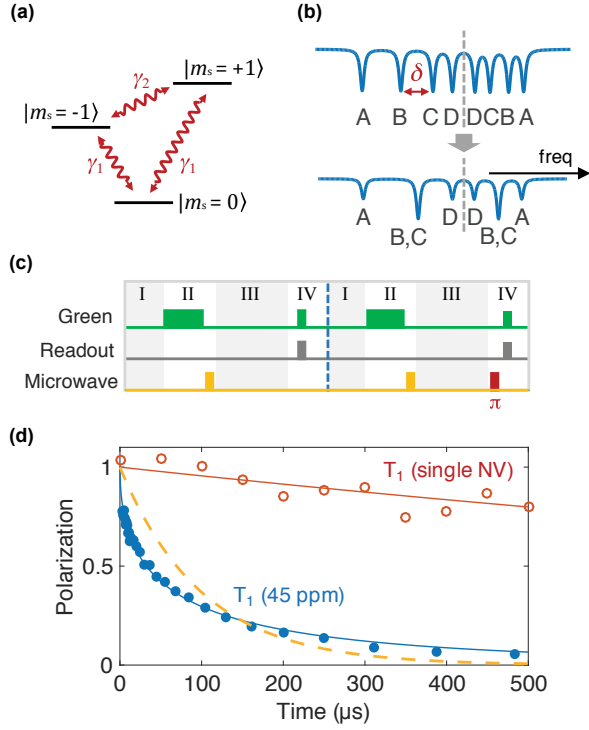 (a)
|mₛ= +1⟩
γ₂
|mₛ= -1⟩
γ₁
γ₁
|mₛ= 0⟩
(b)
δ
A B C D D C B A
freq
A D D A
B,C B,C
(c)
I II III IV I II III IV
Green
Readout
Microwave
π
(d)
Polarization
1
0.5
0
T₁ (single NV)
T₁ (45 ppm)
0 100 200 300 400 500
Time (µs)